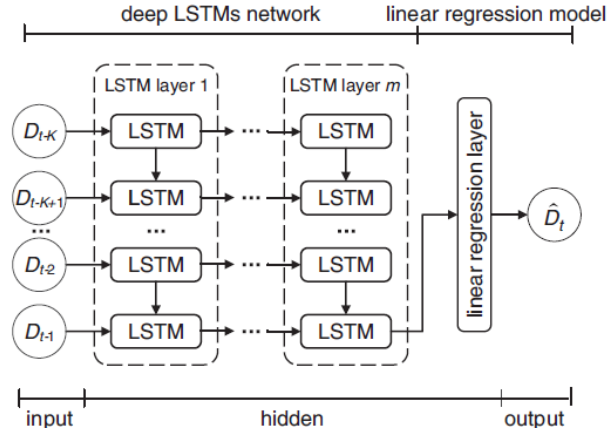 deep LSTMs network linear regression model
LSTM layer 1 LSTM layer m
D_{t-K} LSTM ... LSTM
D_{t-K+1} LSTM ... LSTM
... ... ...
D_{t-2} LSTM ... LSTM
D_{t-1} LSTM ... LSTM
linear regression layer
D̂_t
input hidden output